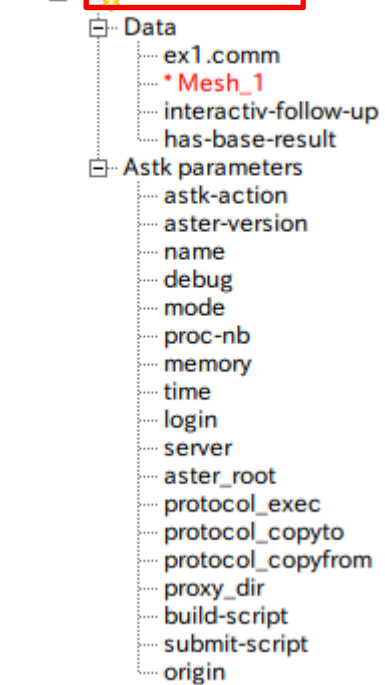 Data
ex1.comm
* Mesh_1
interactiv-follow-up
has-base-result
Astk parameters
astk-action
aster-version
name
debug
mode
proc-nb
memory
time
login
server
aster_root
protocol_exec
protocol_copyto
protocol_copyfrom
proxy_dir
build-script
submit-script
origin